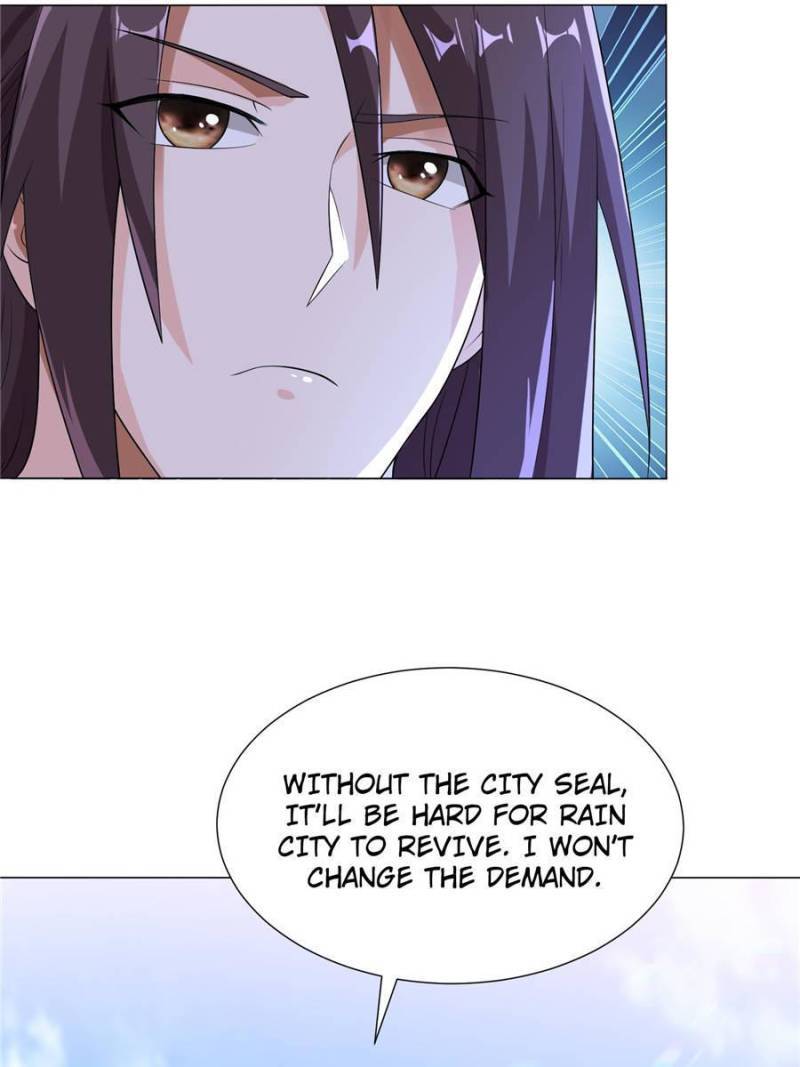 WITHOUT THE CITY SEAL,
IT'LL BE HARD FOR RAIN
CITY TO REVIVE. I WON'T
CHANGE THE DEMAND.